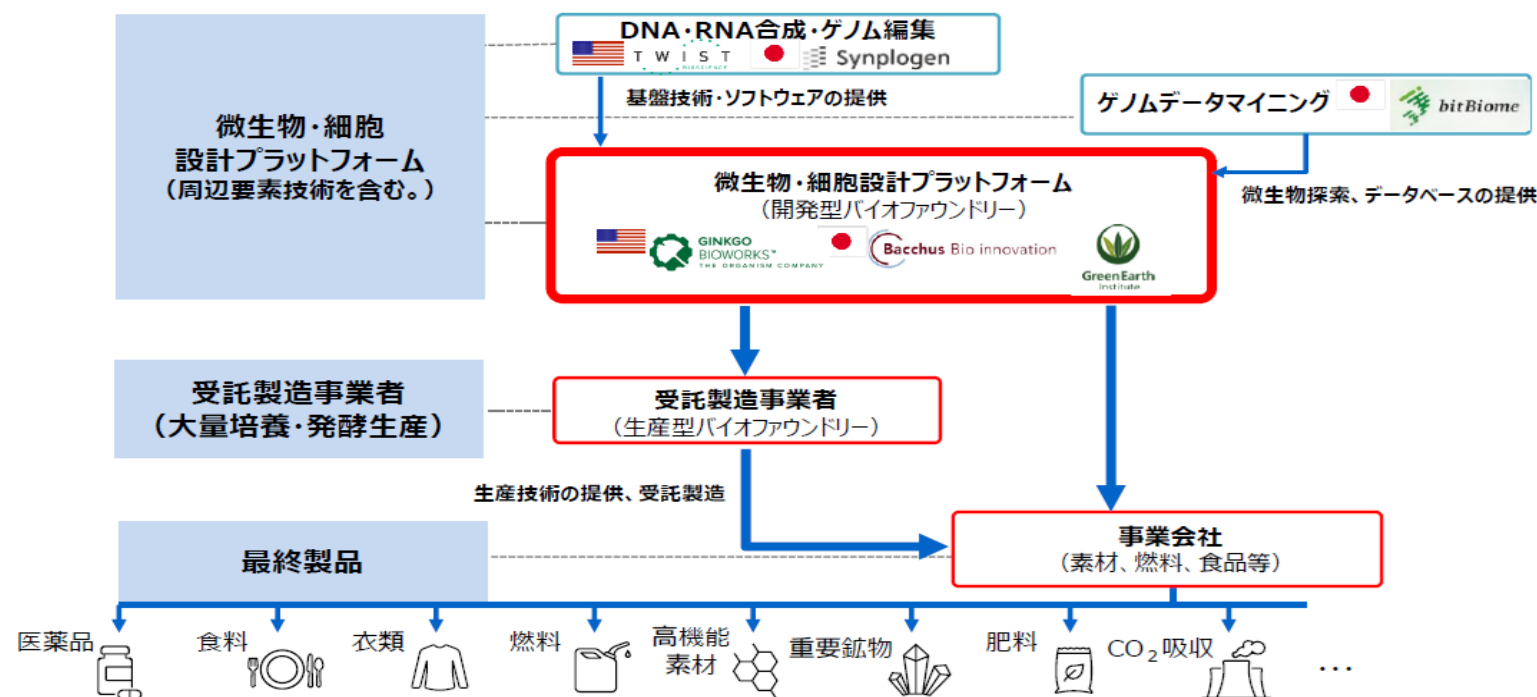 DNA・RNA合成・ゲノム編集
TWIST
BIOSCIENCE
Synplogen
基盤技術・ソフトウェアの提供
ゲノムデータマイニング
bitBiome
微生物・細胞
設計プラットフォーム
（周辺要素技術を含む。）
微生物・細胞設計プラットフォーム
（開発型バイオファウンドリー）
微生物探索、データベースの提供
GINKGO
BIOWORKS™
THE ORGANISM COMPANY
Bacchus Bio innovation
Green Earth
Institute
受託製造事業者
（大量培養・発酵生産）
受託製造事業者
（生産型バイオファウンドリー）
生産技術の提供、受託製造
最終製品
事業会社
（素材、燃料、食品等）
医薬品
食料
衣類
燃料
高機能
素材
重要鉱物
肥料
CO₂吸収
…